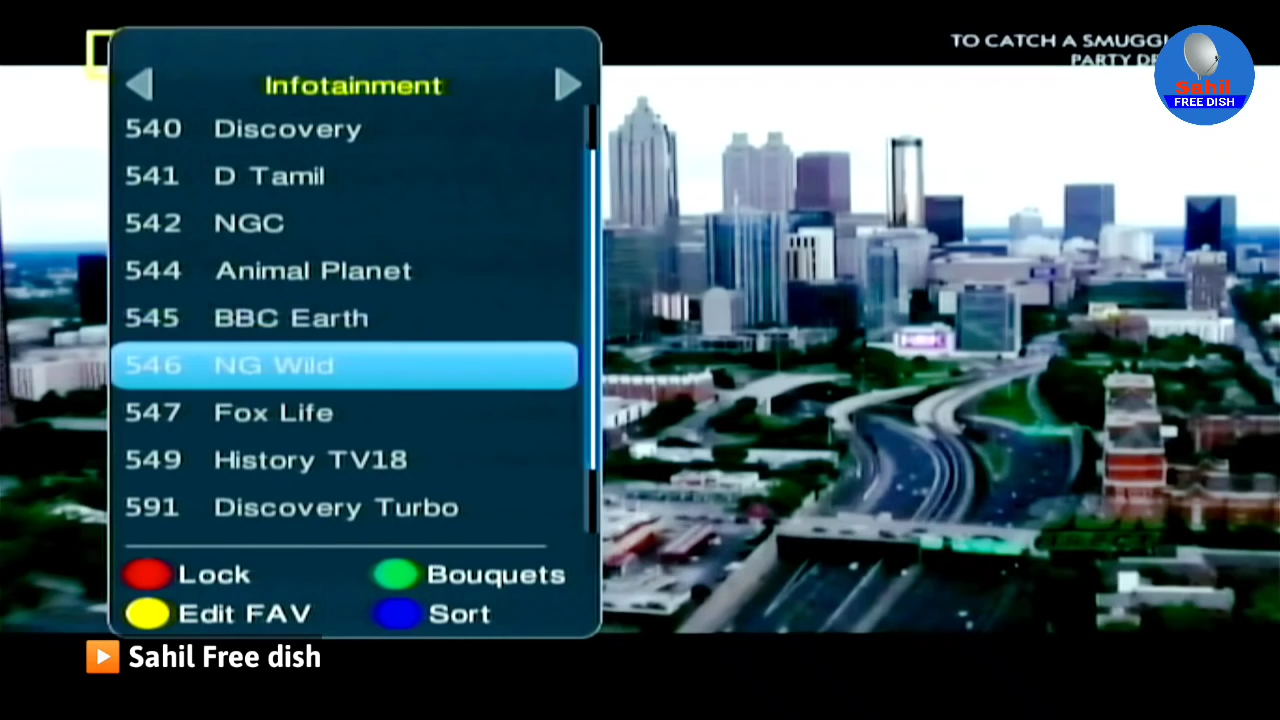 TO CATCH A SMUGGL
PARTY DR
Sahil
FREE DISH
Infotainment
540 Discovery
541 D Tamil
542 NGC
544 Animal Planet
545 BBC Earth
546 NG Wild
547 Fox Life
549 History TV18
591 Discovery Turbo
Lock Bouquets
Edit FAV Sort
Sahil Free dish